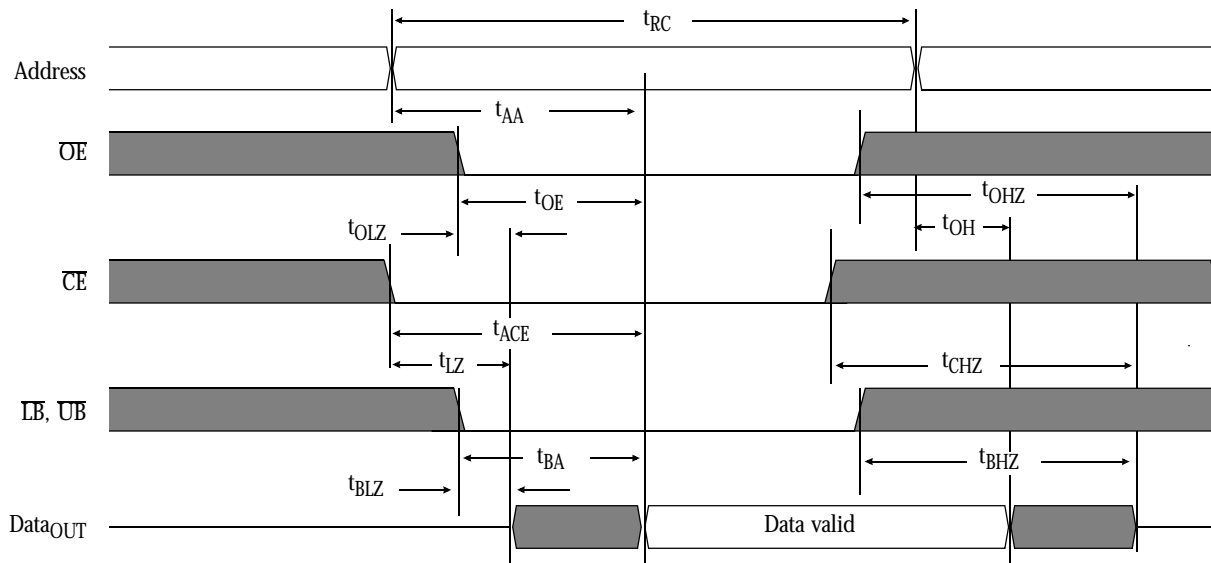 tRC
Address
tAA
OE
tOE
tOHZ
tOLZ
tOH
CE
tACE
tLZ
tCHZ
LB, UB
tBA
tBHZ
tBLZ
DataOUT
Data valid